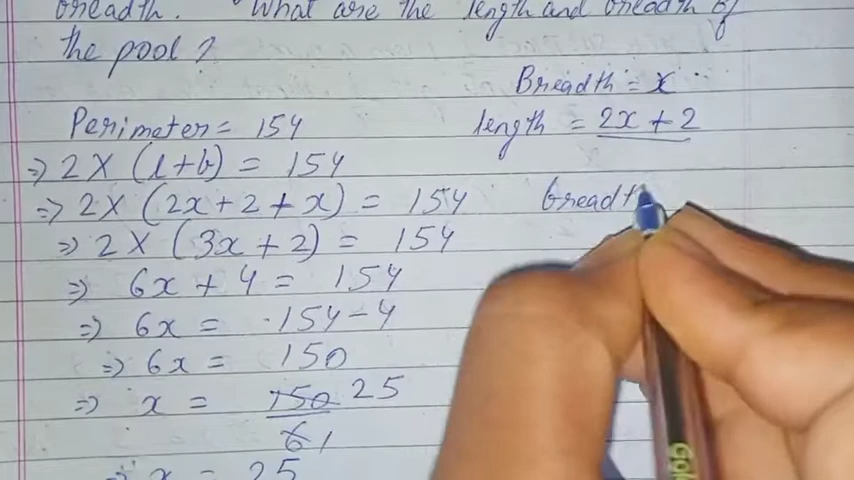 breadth. What are the length and breadth of
the pool?
Breadth = x
Perimeter = 154
length = 2x + 2
=> 2 X (l+b) = 154
=> 2 X (2x + 2 + x) = 154
breadth
=> 2 X (3x + 2) = 154
=> 6x + 4 = 154
=> 6x = 154 - 4
=> 6x = 150
=> x = 150 25
6 1
=> x = 25
Gol